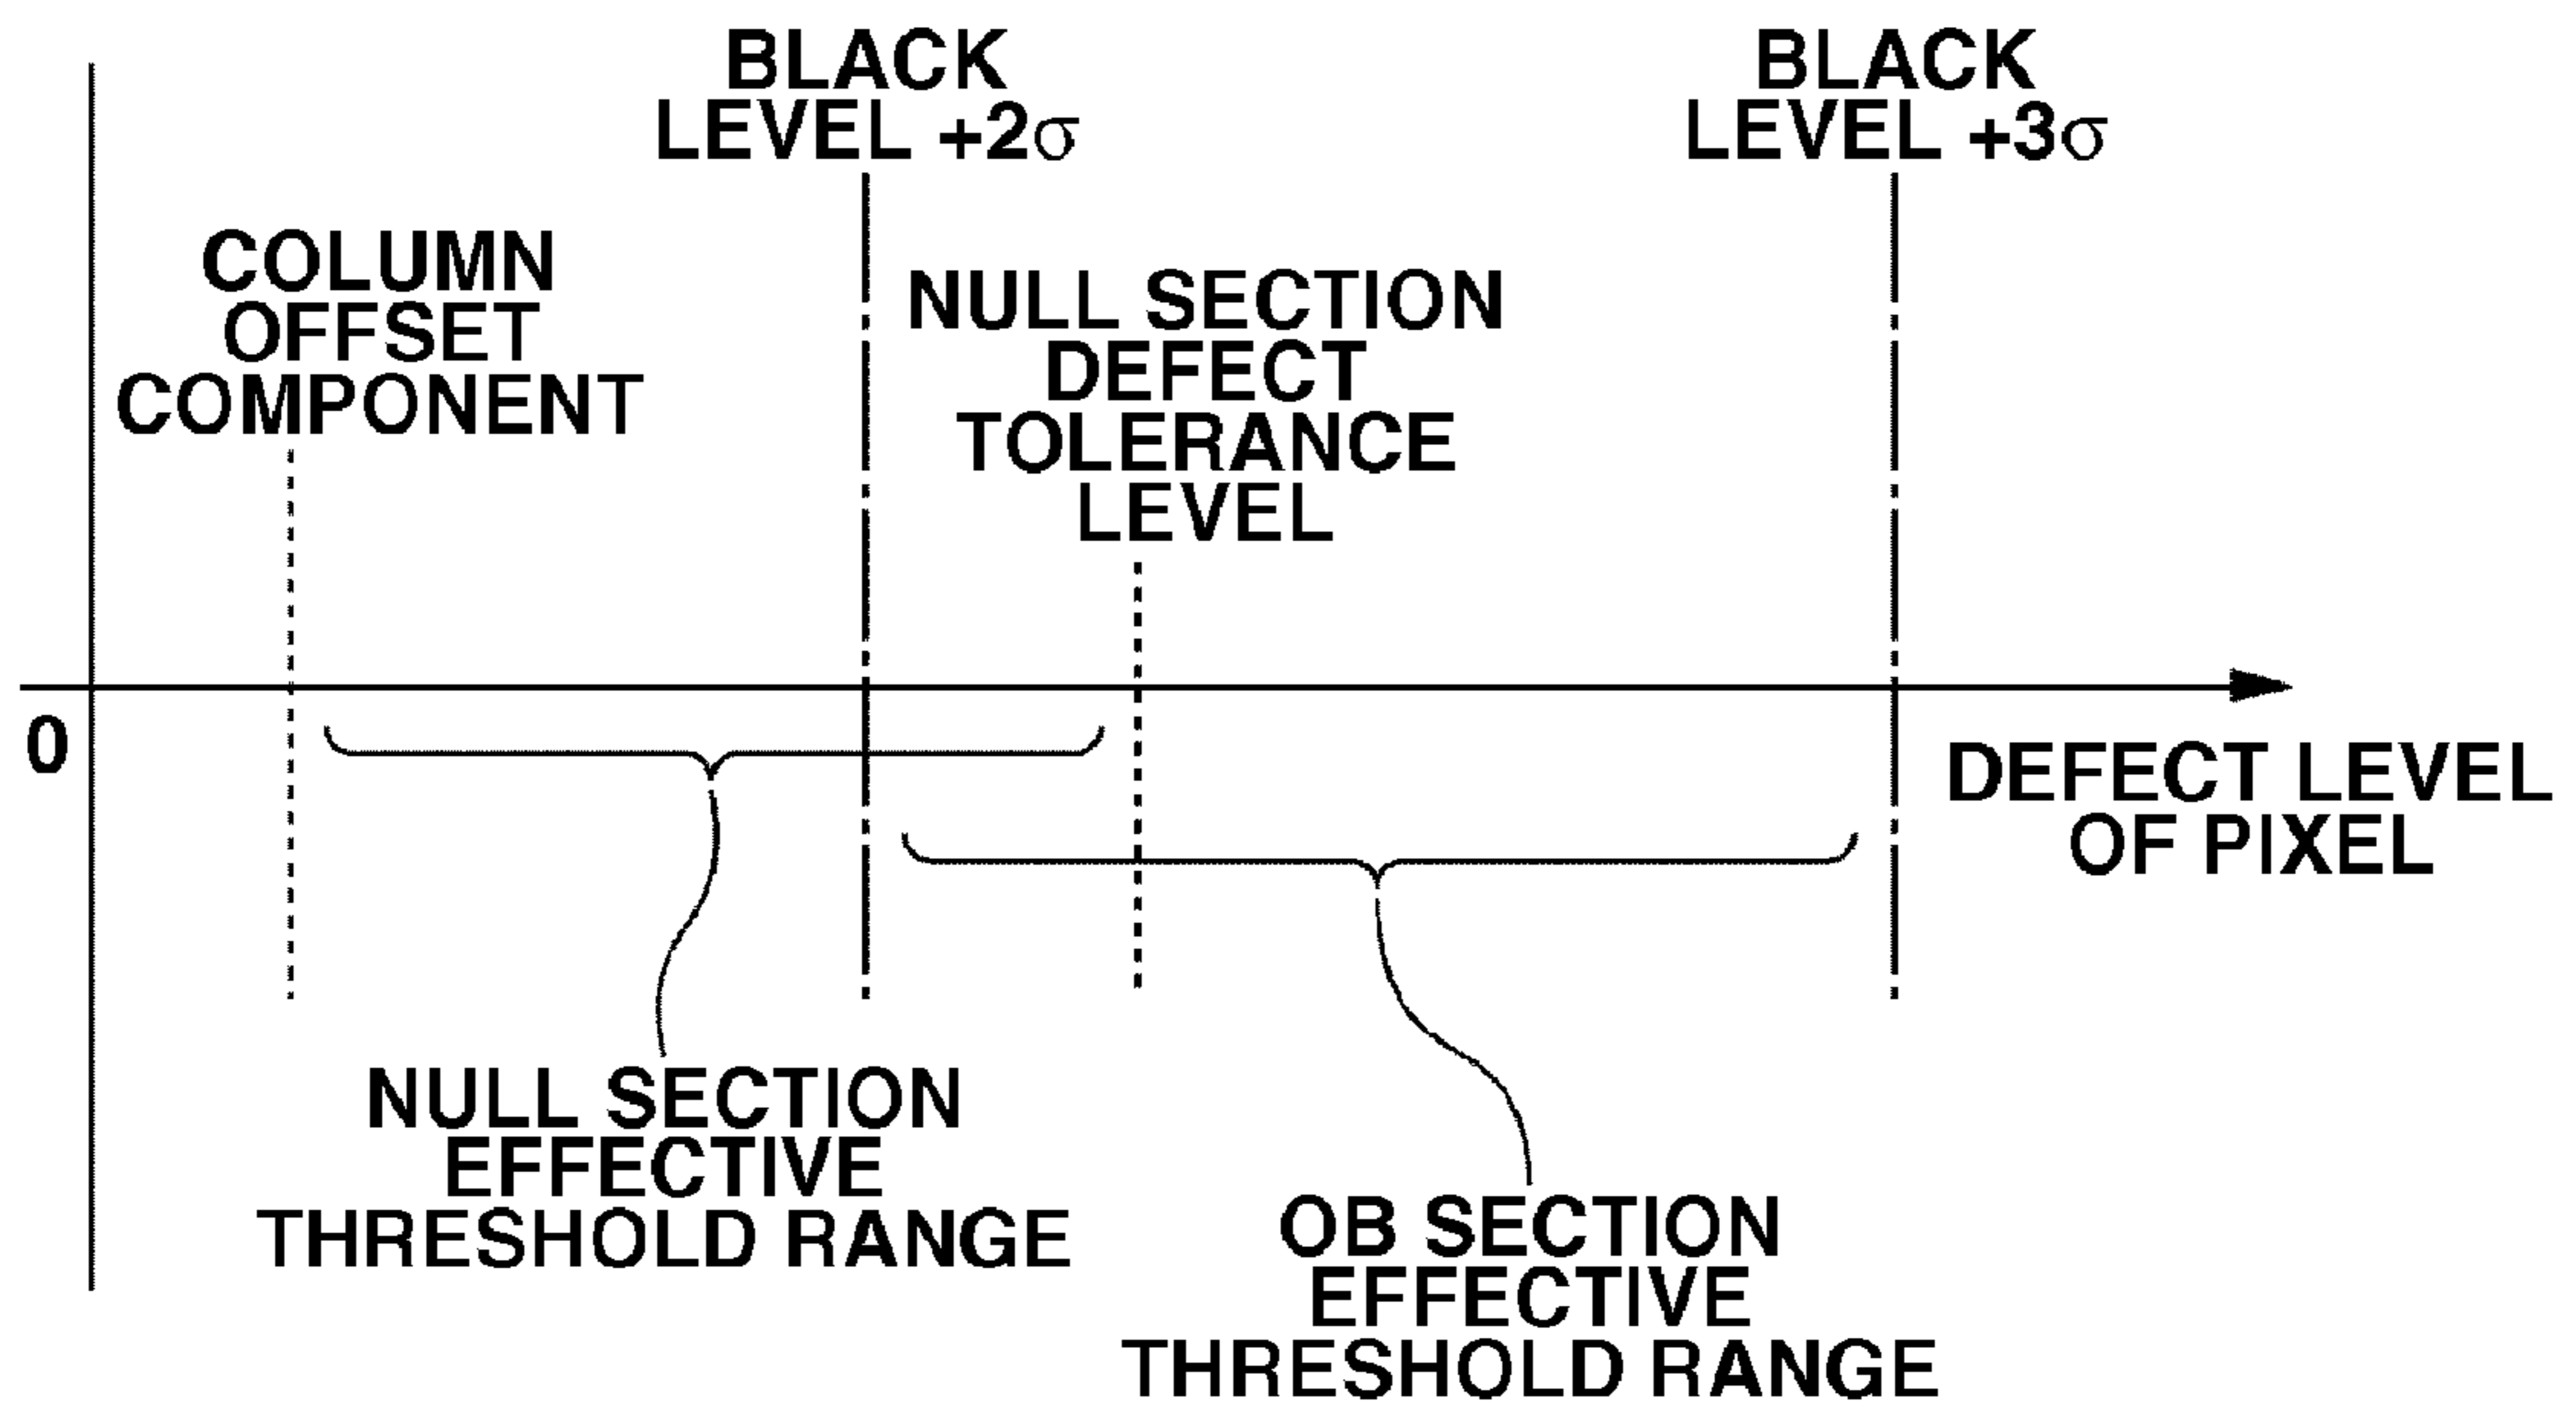 BLACK
LEVEL +2σ
BLACK
LEVEL +3σ
COLUMN
OFFSET
COMPONENT
NULL SECTION
DEFECT
TOLERANCE
LEVEL
0
DEFECT LEVEL
OF PIXEL
NULL SECTION
EFFECTIVE
THRESHOLD RANGE
OB SECTION
EFFECTIVE
THRESHOLD RANGE